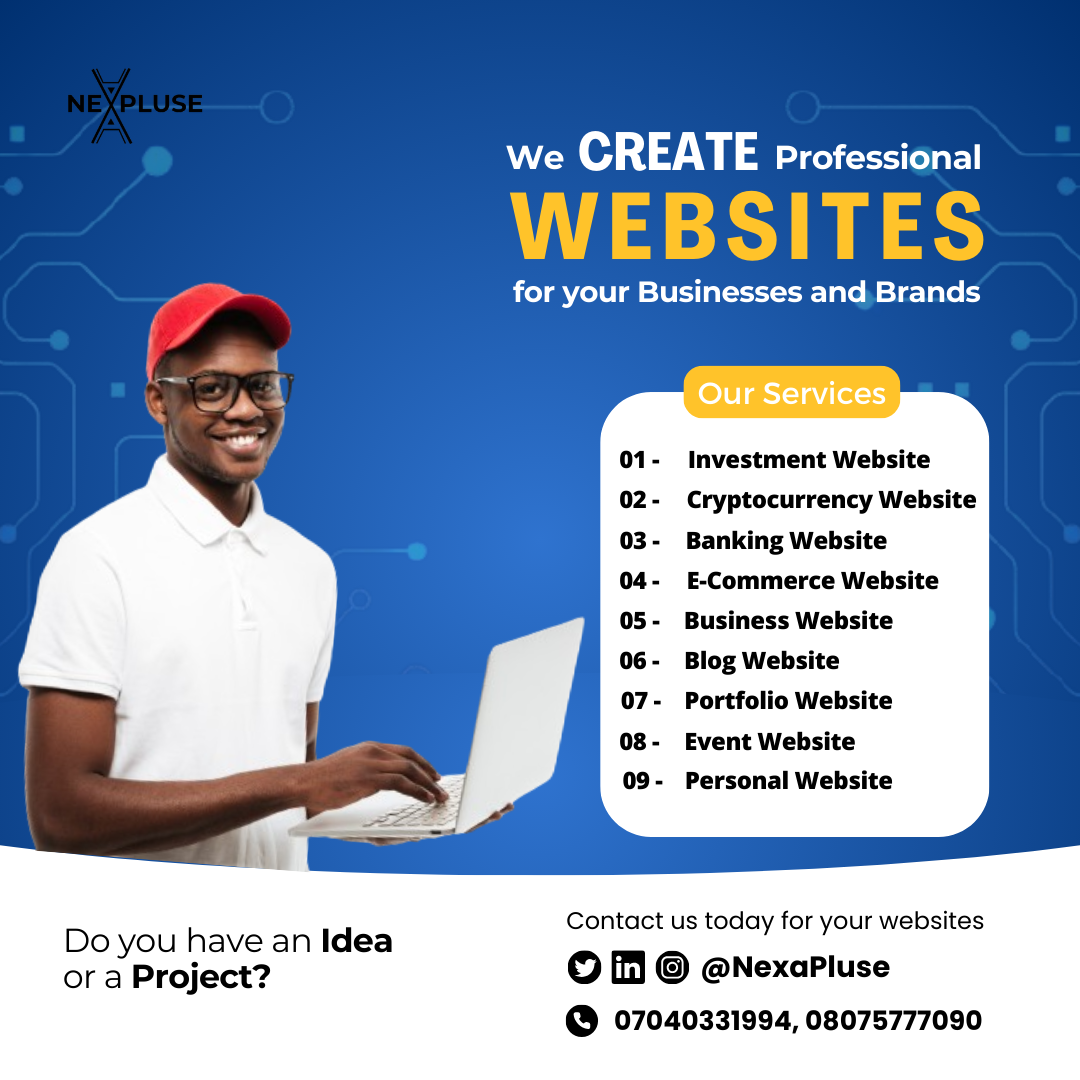 NEXPLUSE
We CREATE Professional
WEBSITES
for your Businesses and Brands
Our Services
01 - Investment Website
02 - Cryptocurrency Website
03 - Banking Website
04 - E-Commerce Website
05 - Business Website
06 - Blog Website
07 - Portfolio Website
08 - Event Website
09 - Personal Website
Do you have an Idea
or a Project?
Contact us today for your websites
@NexaPluse
07040331994, 08075777090